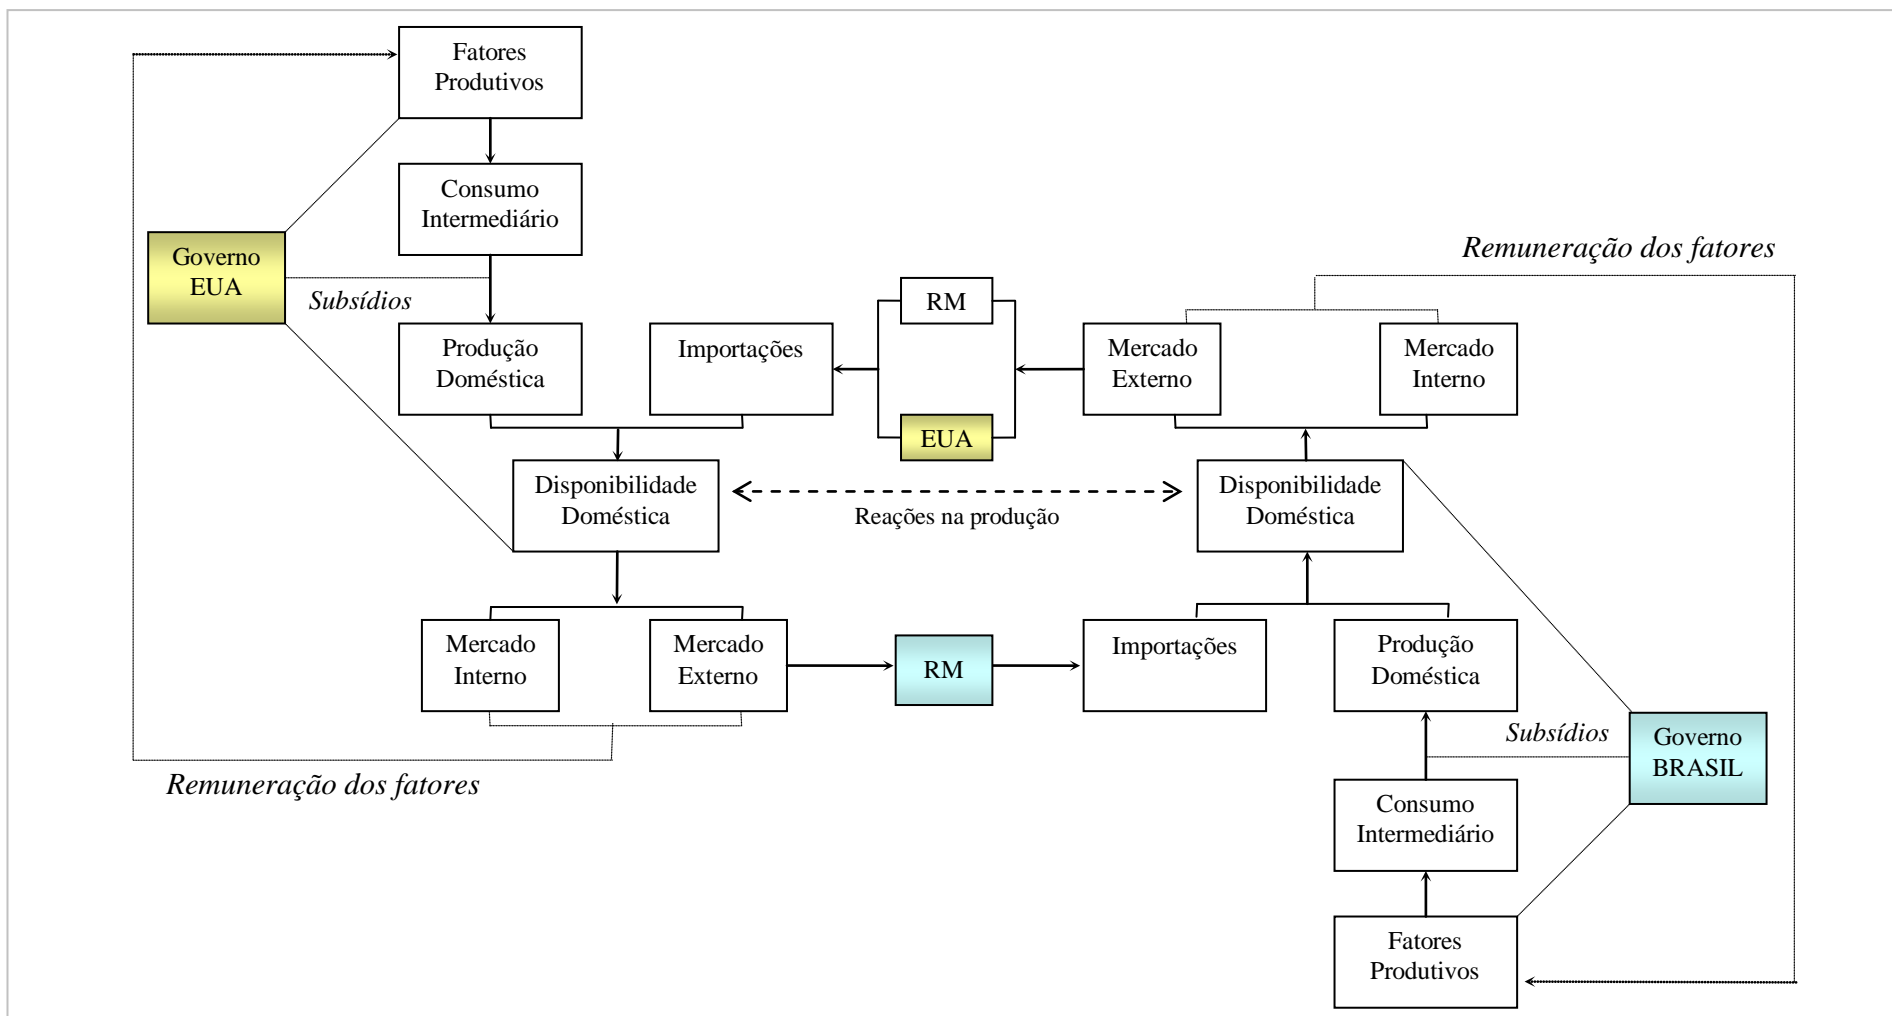 Fatores
Produtivos
Consumo
Intermediário
Governo
EUA
Subsídios
Remuneração dos fatores
RM
Produção
Doméstica
Importações
Mercado
Externo
Mercado
Interno
EUA
Disponibilidade
Doméstica
Reações na produção
Disponibilidade
Doméstica
Mercado
Interno
Mercado
Externo
RM
Importações
Produção
Doméstica
Remuneração dos fatores
Subsídios
Governo
BRASIL
Consumo
Intermediário
Fatores
Produtivos